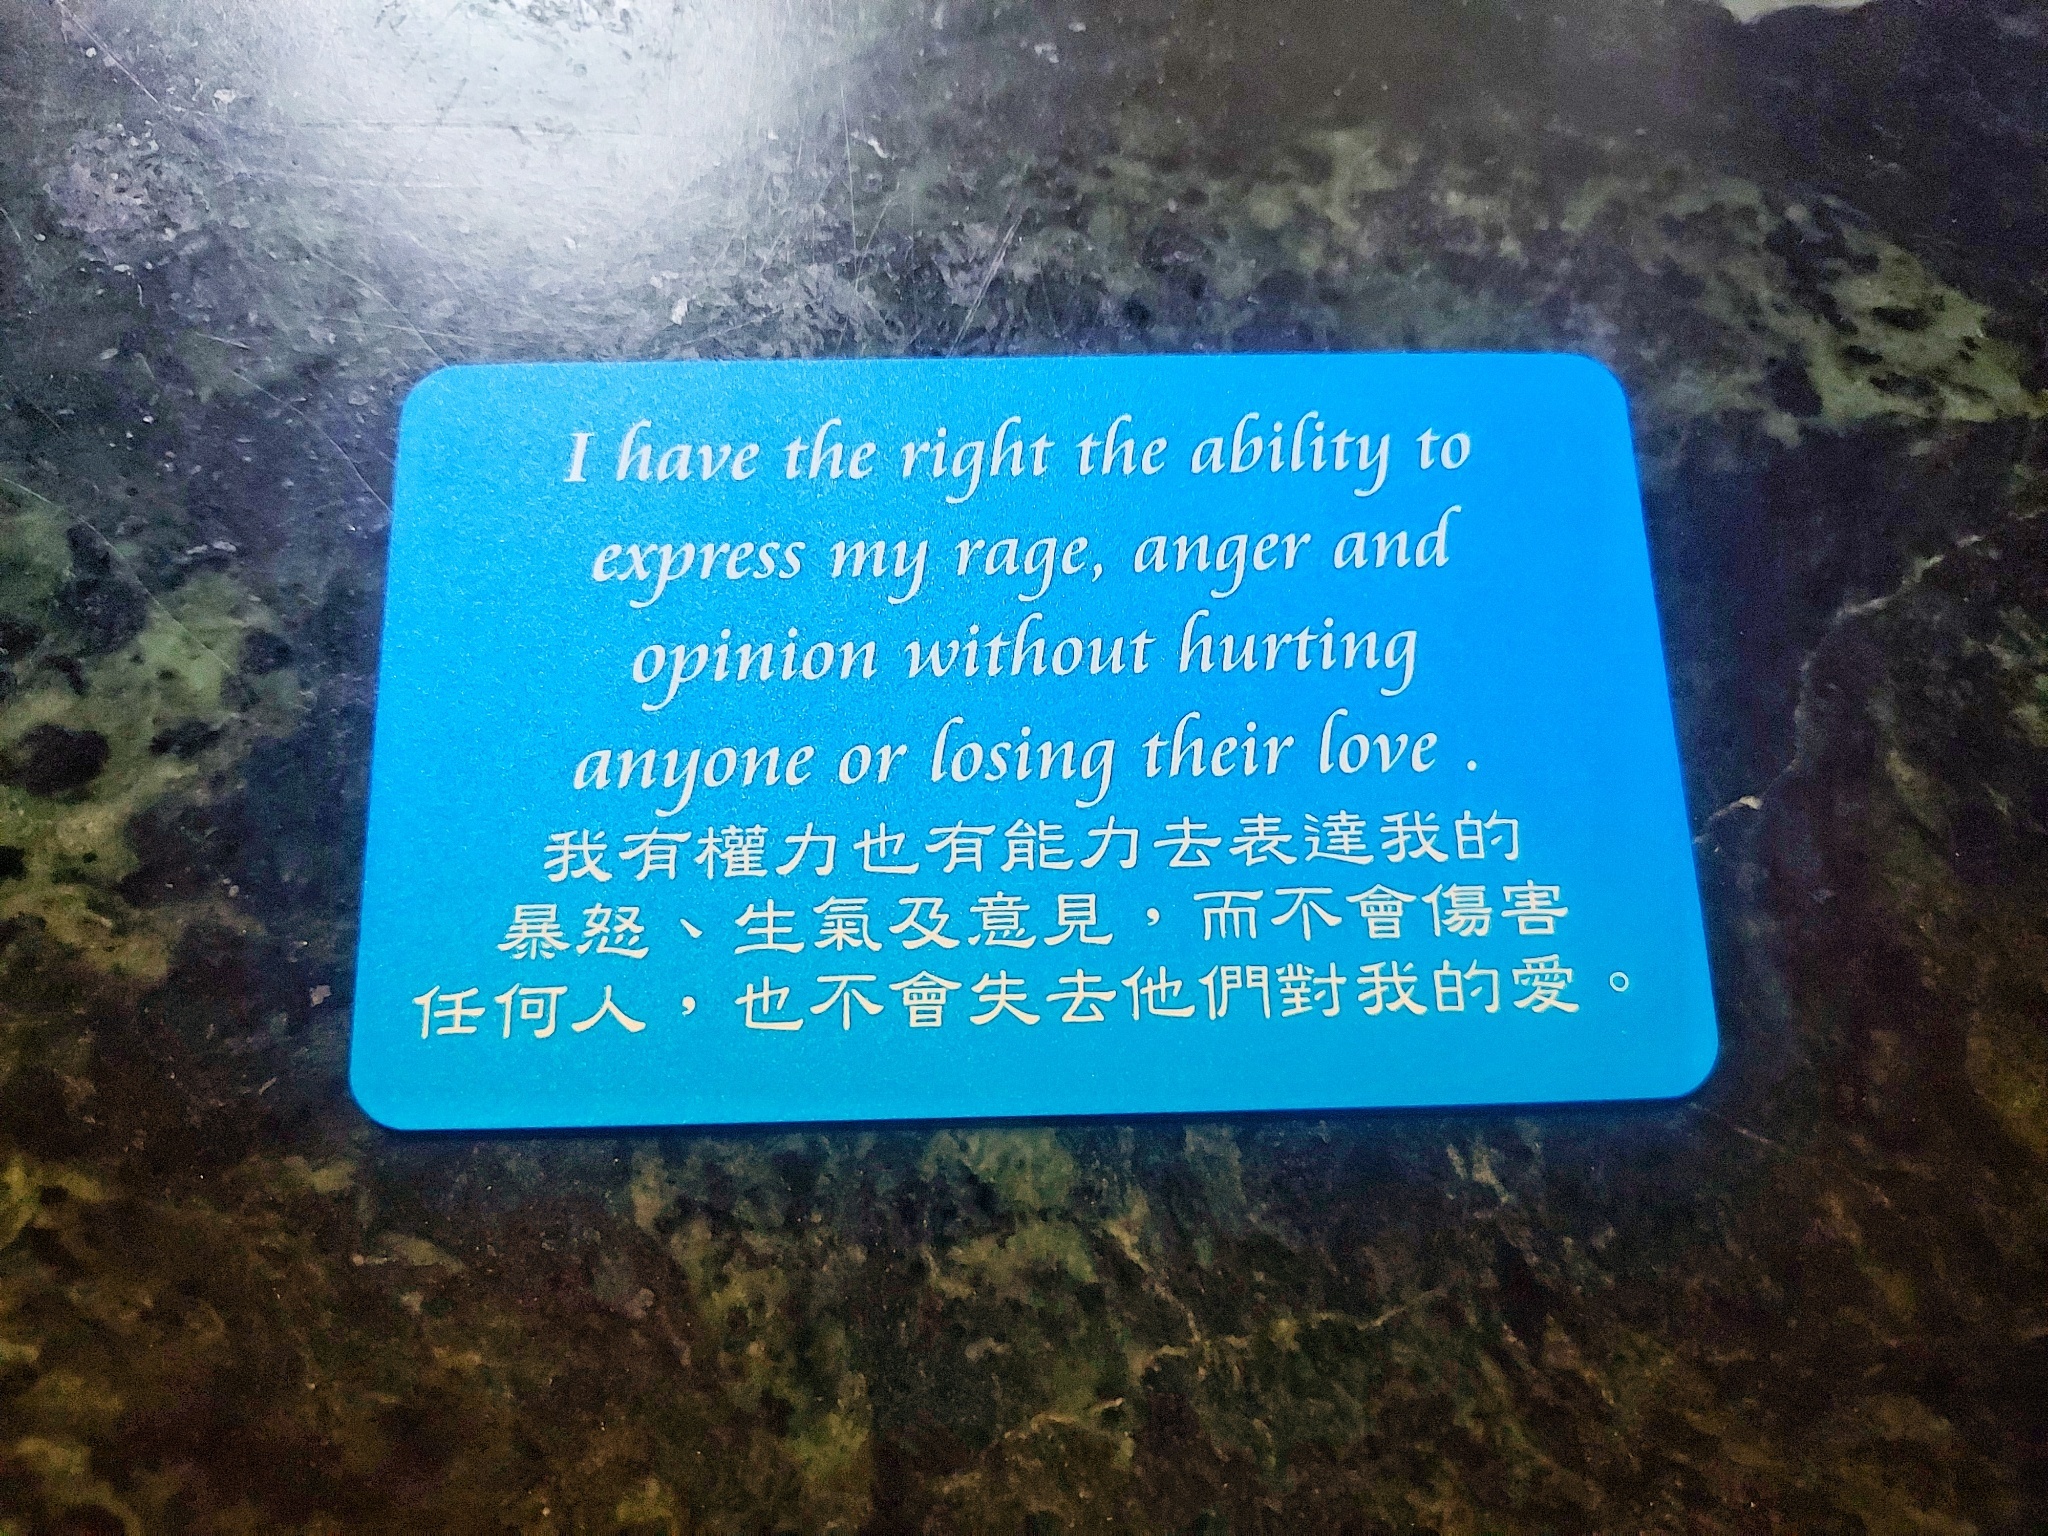 I have the right the ability to
express my rage, anger and
opinion without hurting
anyone or losing their love .
我有權力也有能力去表達我的
暴怒、生氣及意見，而不會傷害
任何人，也不會失去他們對我的愛。